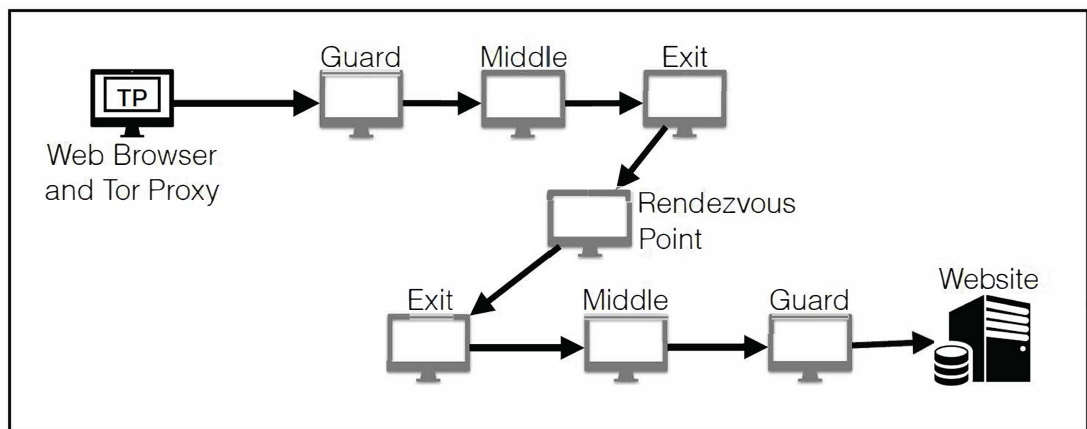 Guard
Middle
Exit
TP
Web Browser
and Tor Proxy
Rendezvous
Point
Exit
Middle
Guard
Website